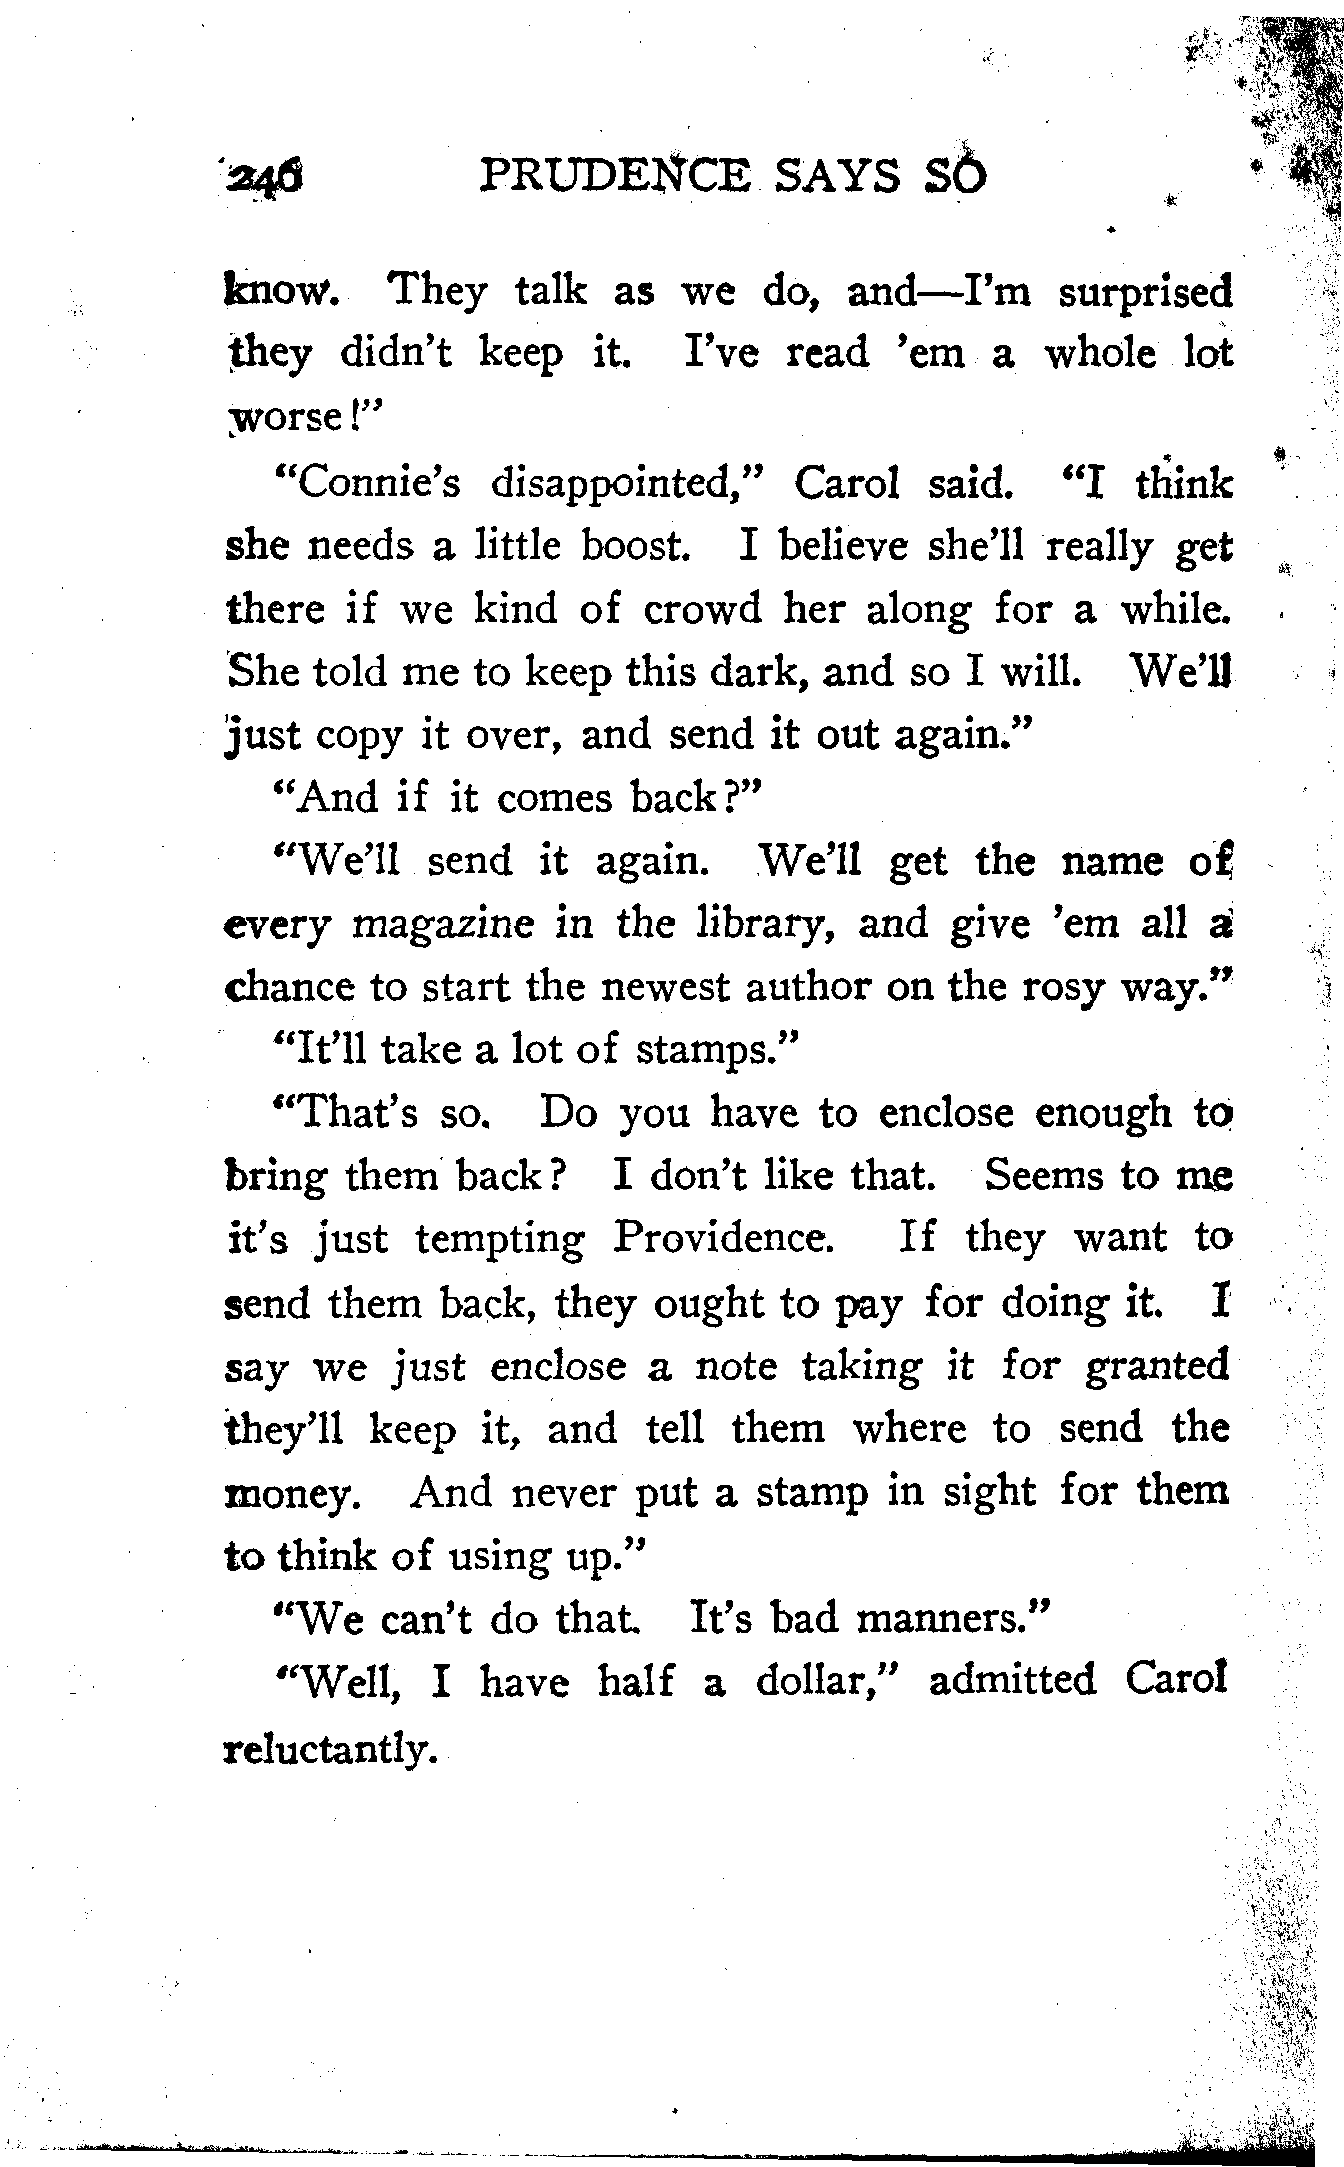 246 PRUDENCE SAYS SO
know. They talk as we do, and—I'm surprised
they didn't keep it. I've read 'em a whole lot
worse!"
"Connie's disappointed," Carol said. "I think
she needs a little boost. I believe she'll really get
there if we kind of crowd her along for a while.
She told me to keep this dark, and so I will. We'll
just copy it over, and send it out again."
"And if it comes back?"
"We'll send it again. We'll get the name of
every magazine in the library, and give 'em all a
chance to start the newest author on the rosy way."
"It'll take a lot of stamps."
"That's so. Do you have to enclose enough to
bring them back? I don't like that. Seems to me
it's just tempting Providence. If they want to
send them back, they ought to pay for doing it. I
say we just enclose a note taking it for granted
they'll keep it, and tell them where to send the
money. And never put a stamp in sight for them
to think of using up."
"We can't do that. It's bad manners."
"Well, I have half a dollar," admitted Carol
reluctantly.